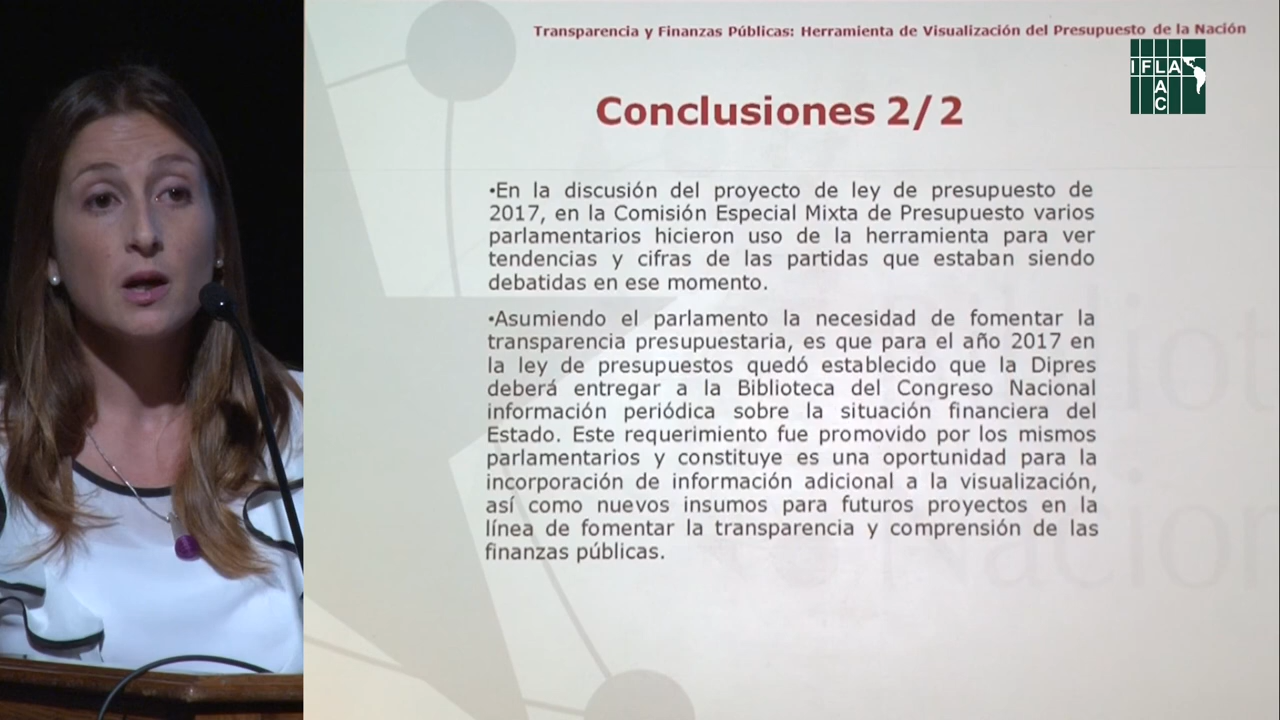 Transparencia y Finanzas Públicas: Herramienta de Visualización del Presupuesto de la Nación
IFLA
LAC
Conclusiones 2/2
•En la discusión del proyecto de ley de presupuesto de
2017, en la Comisión Especial Mixta de Presupuesto varios
parlamentarios hicieron uso de la herramienta para ver
tendencias y cifras de las partidas que estaban siendo
debatidas en ese momento.
•Asumiendo el parlamento la necesidad de fomentar la
transparencia presupuestaria, es que para el año 2017 en
la ley de presupuestos quedó establecido que la Dipres
deberá entregar a la Biblioteca del Congreso Nacional
información periódica sobre la situación financiera del
Estado. Este requerimiento fue promovido por los mismos
parlamentarios y constituye es una oportunidad para la
incorporación de información adicional a la visualización,
así como nuevos insumos para futuros proyectos en la
línea de fomentar la transparencia y comprensión de las
finanzas públicas.